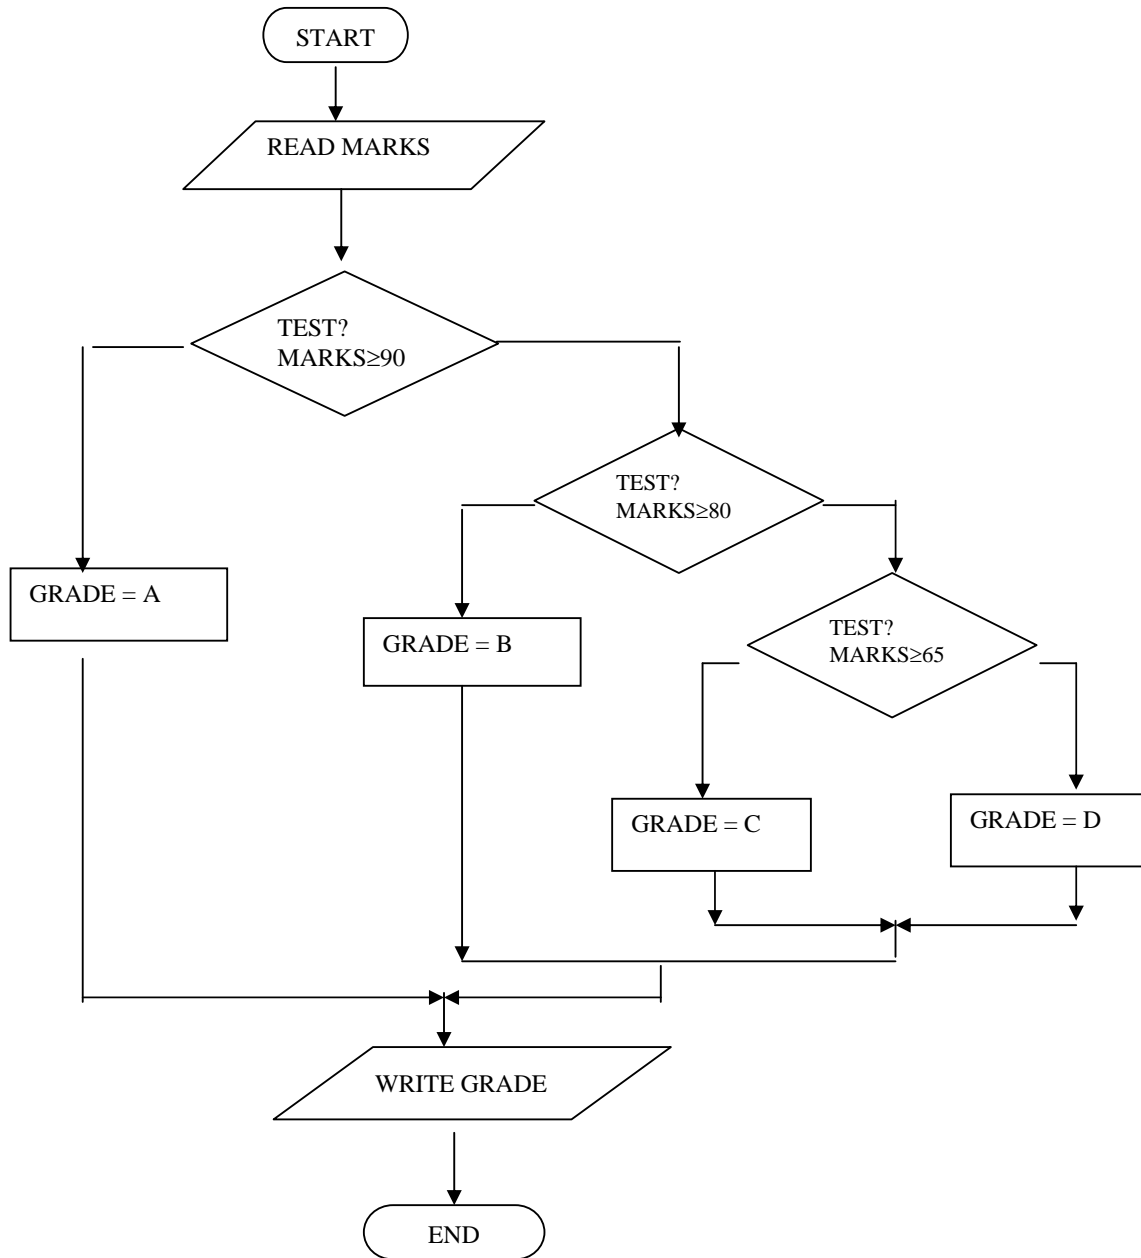 START
READ MARKS
TEST?
MARKS≥90
TEST?
MARKS≥80
GRADE = A
GRADE = B
TEST?
MARKS≥65
GRADE = C
GRADE = D
WRITE GRADE
END